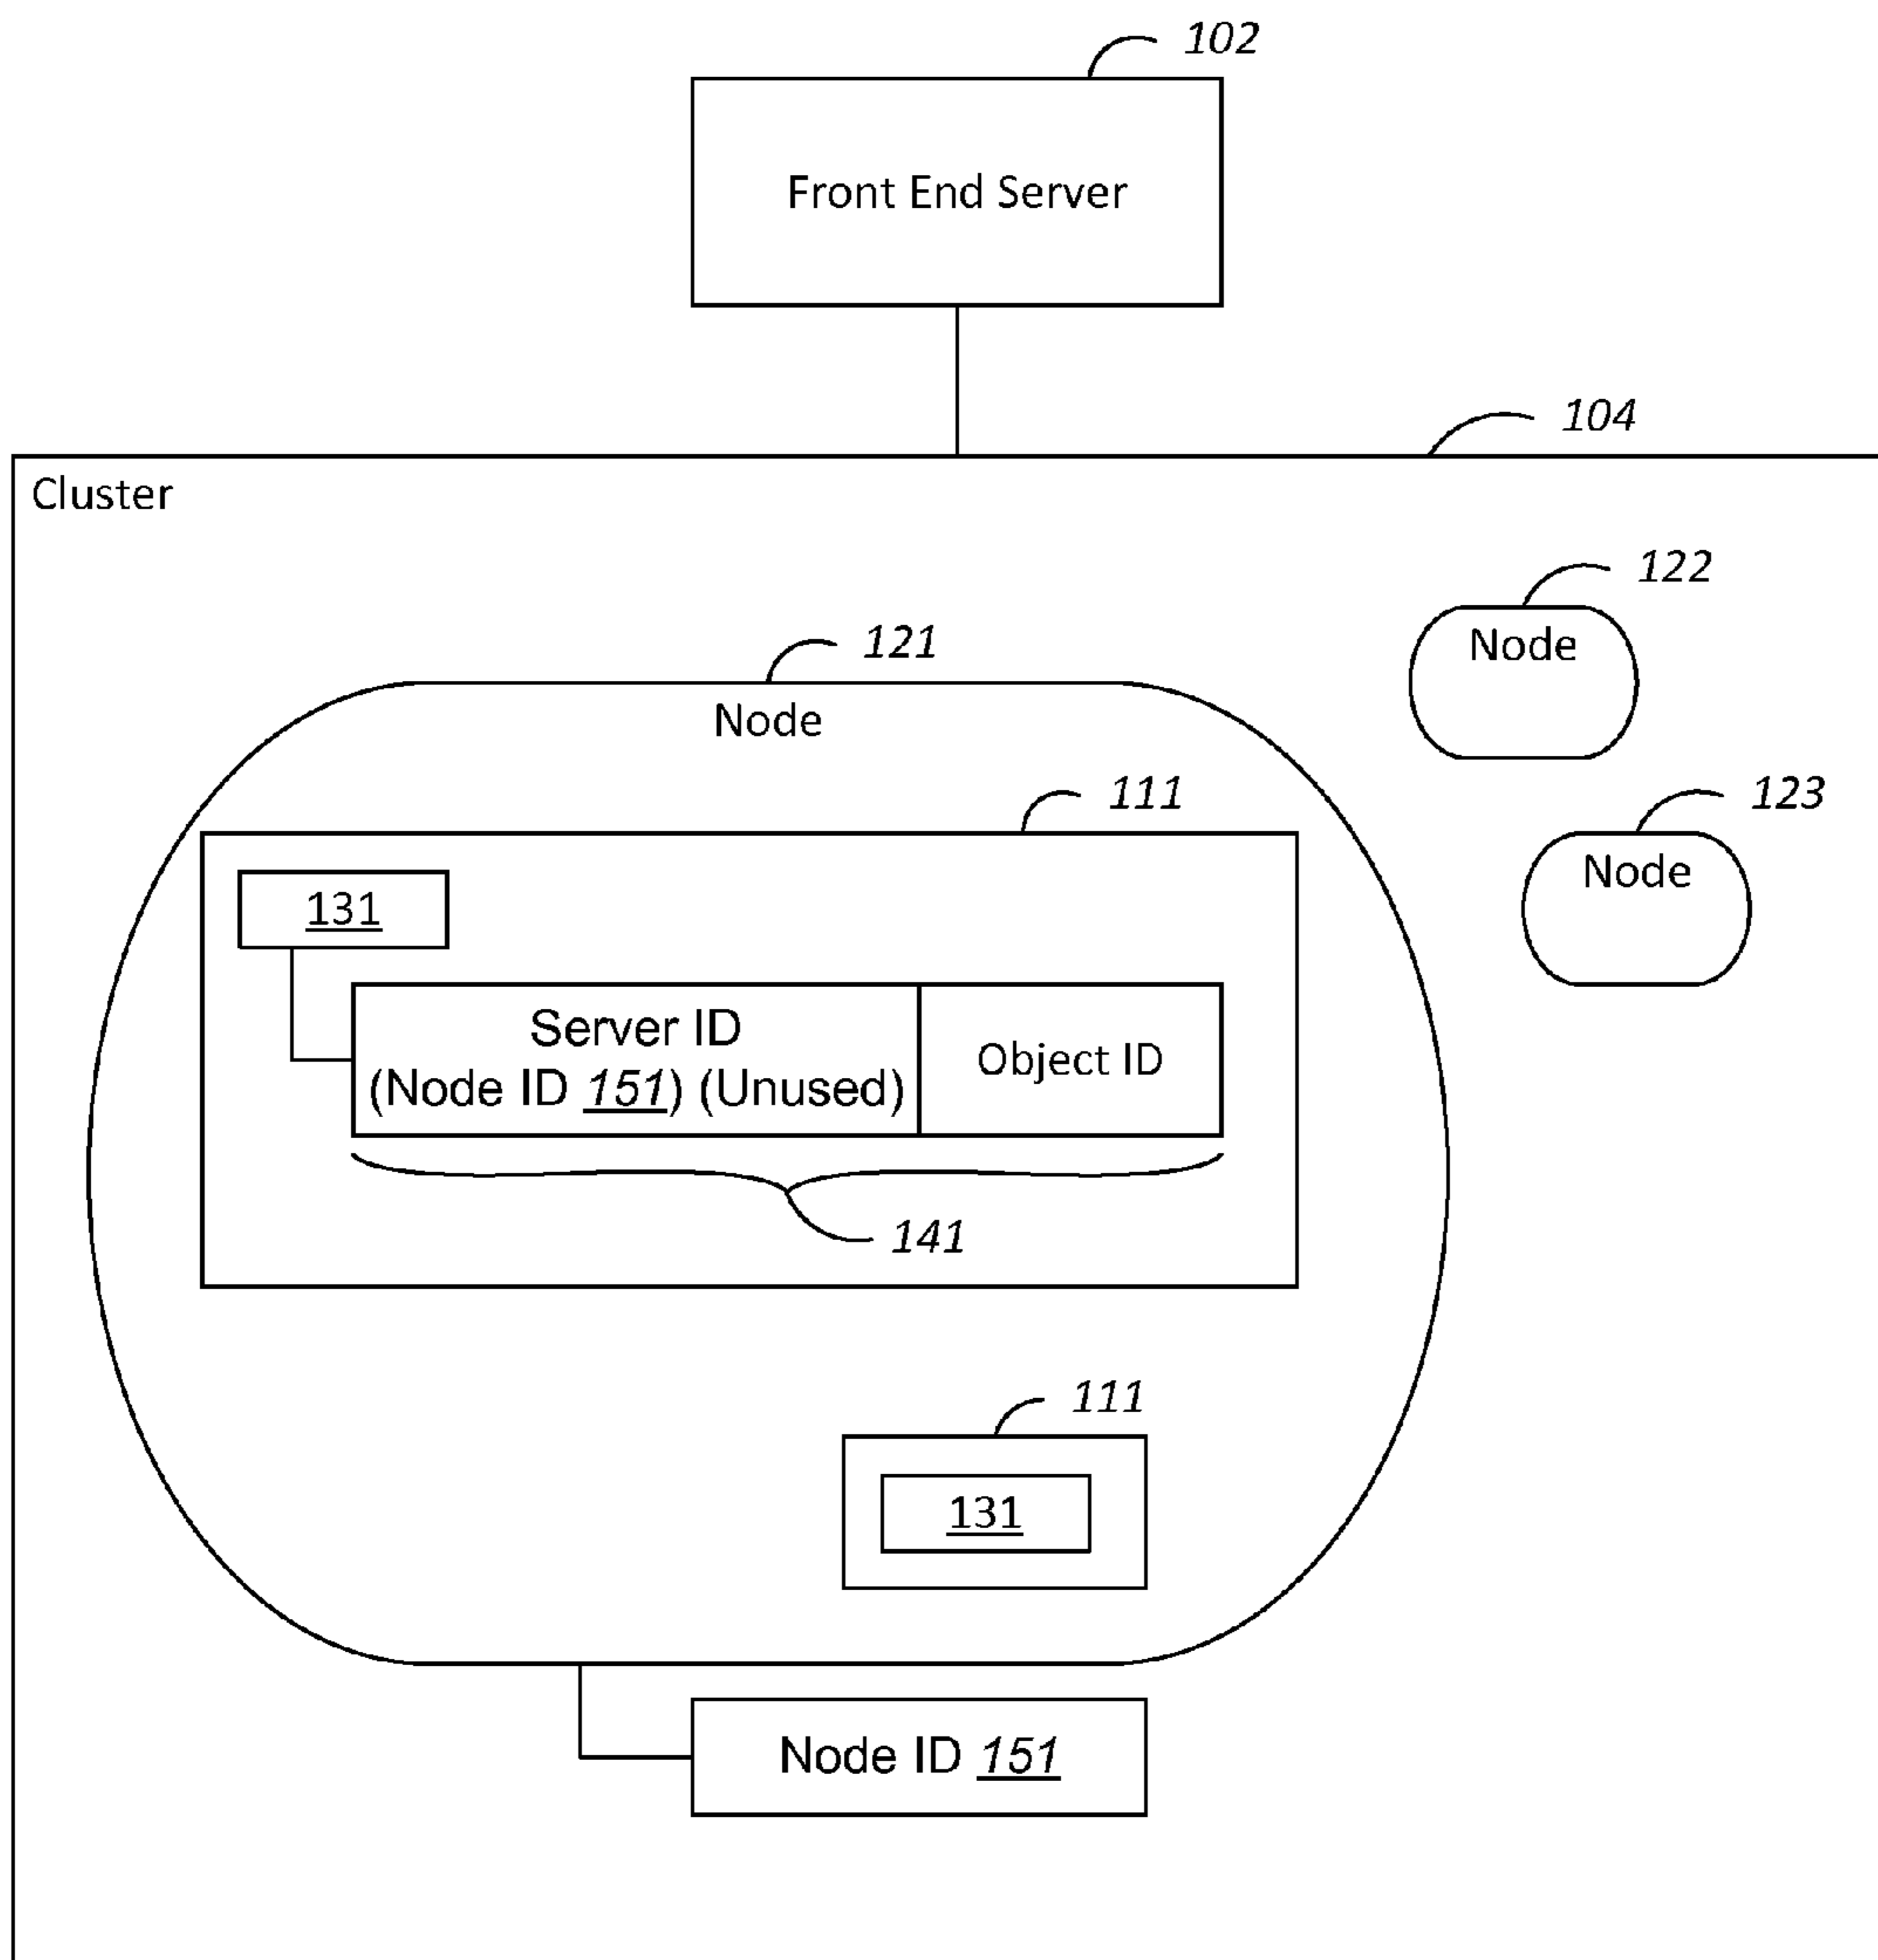 102
Front End Server
104
Cluster
122
Node
121
Node
111
123
Node
131
Server ID
(Node ID 151) (Unused)
Object ID
141
111
131
Node ID 151